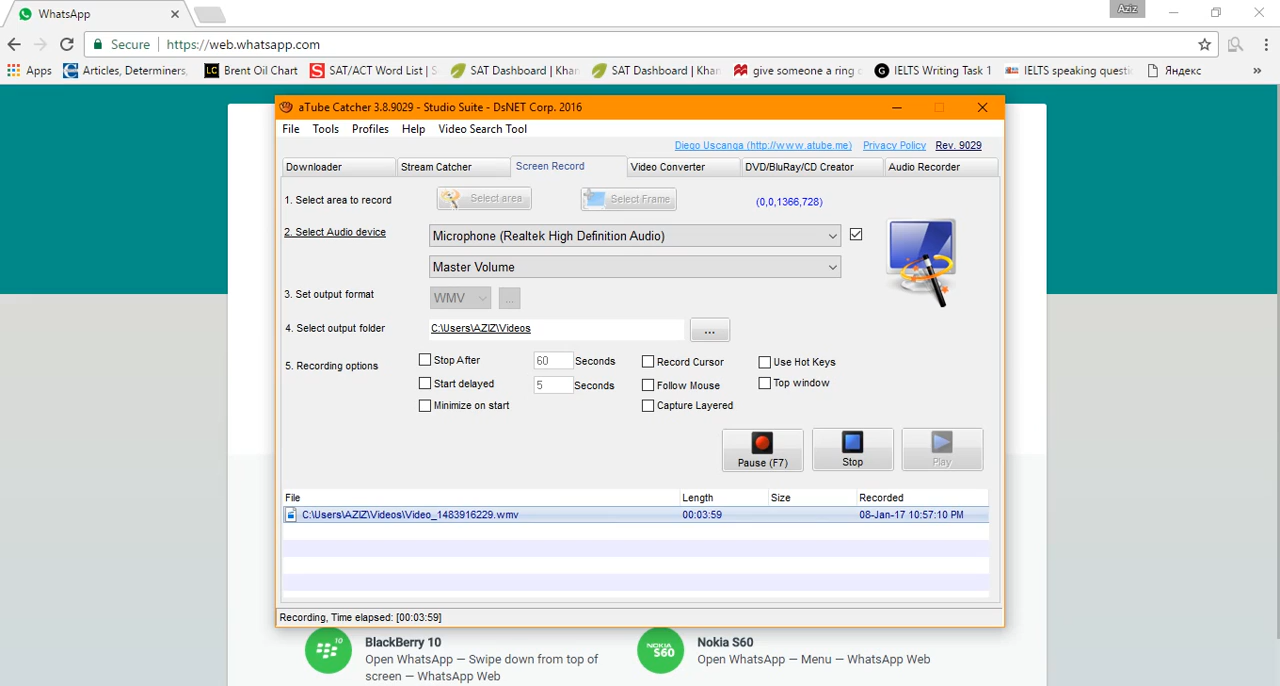 WhatsApp
Aziz
Secure
https://web.whatsapp.com
Apps
Articles, Determiners,
LC
Brent Oil Chart
S
SAT/ACT Word List | S
SAT Dashboard | Khan
SAT Dashboard | Khan
give someone a ring
G
IELTS Writing Task 1
IELTS speaking questi
Яндекс
»
aTube Catcher 3.8.9029 - Studio Suite - DsNET Corp. 2016
File Tools Profiles Help Video Search Tool
Diego Uscanga (http://www.atube.me) Privacy Policy Rev. 9029
Downloader Stream Catcher Screen Record Video Converter DVD/BluRay/CD Creator Audio Recorder
1. Select area to record Select area Select Frame (0,0,1366,728)
2. Select Audio device Microphone (Realtek High Definition Audio)
Master Volume
3. Set output format WMV ...
4. Select output folder C:\Users\AZIZ\Videos ...
5. Recording options
Stop After 60 Seconds Record Cursor Use Hot Keys
Start delayed 5 Seconds Follow Mouse Top window
Minimize on start Capture Layered
Pause (F7) Stop Play
File Length Size Recorded
C:\Users\AZIZ\Videos\Video_1483916229.wmv 00:03:59 08-Jan-17 10:57:10 PM
Recording, Time elapsed: [00:03:59]
10
BlackBerry 10
Open WhatsApp — Swipe down from top of
screen — WhatsApp Web
NOKIA
S60
Nokia S60
Open WhatsApp — Menu — WhatsApp Web